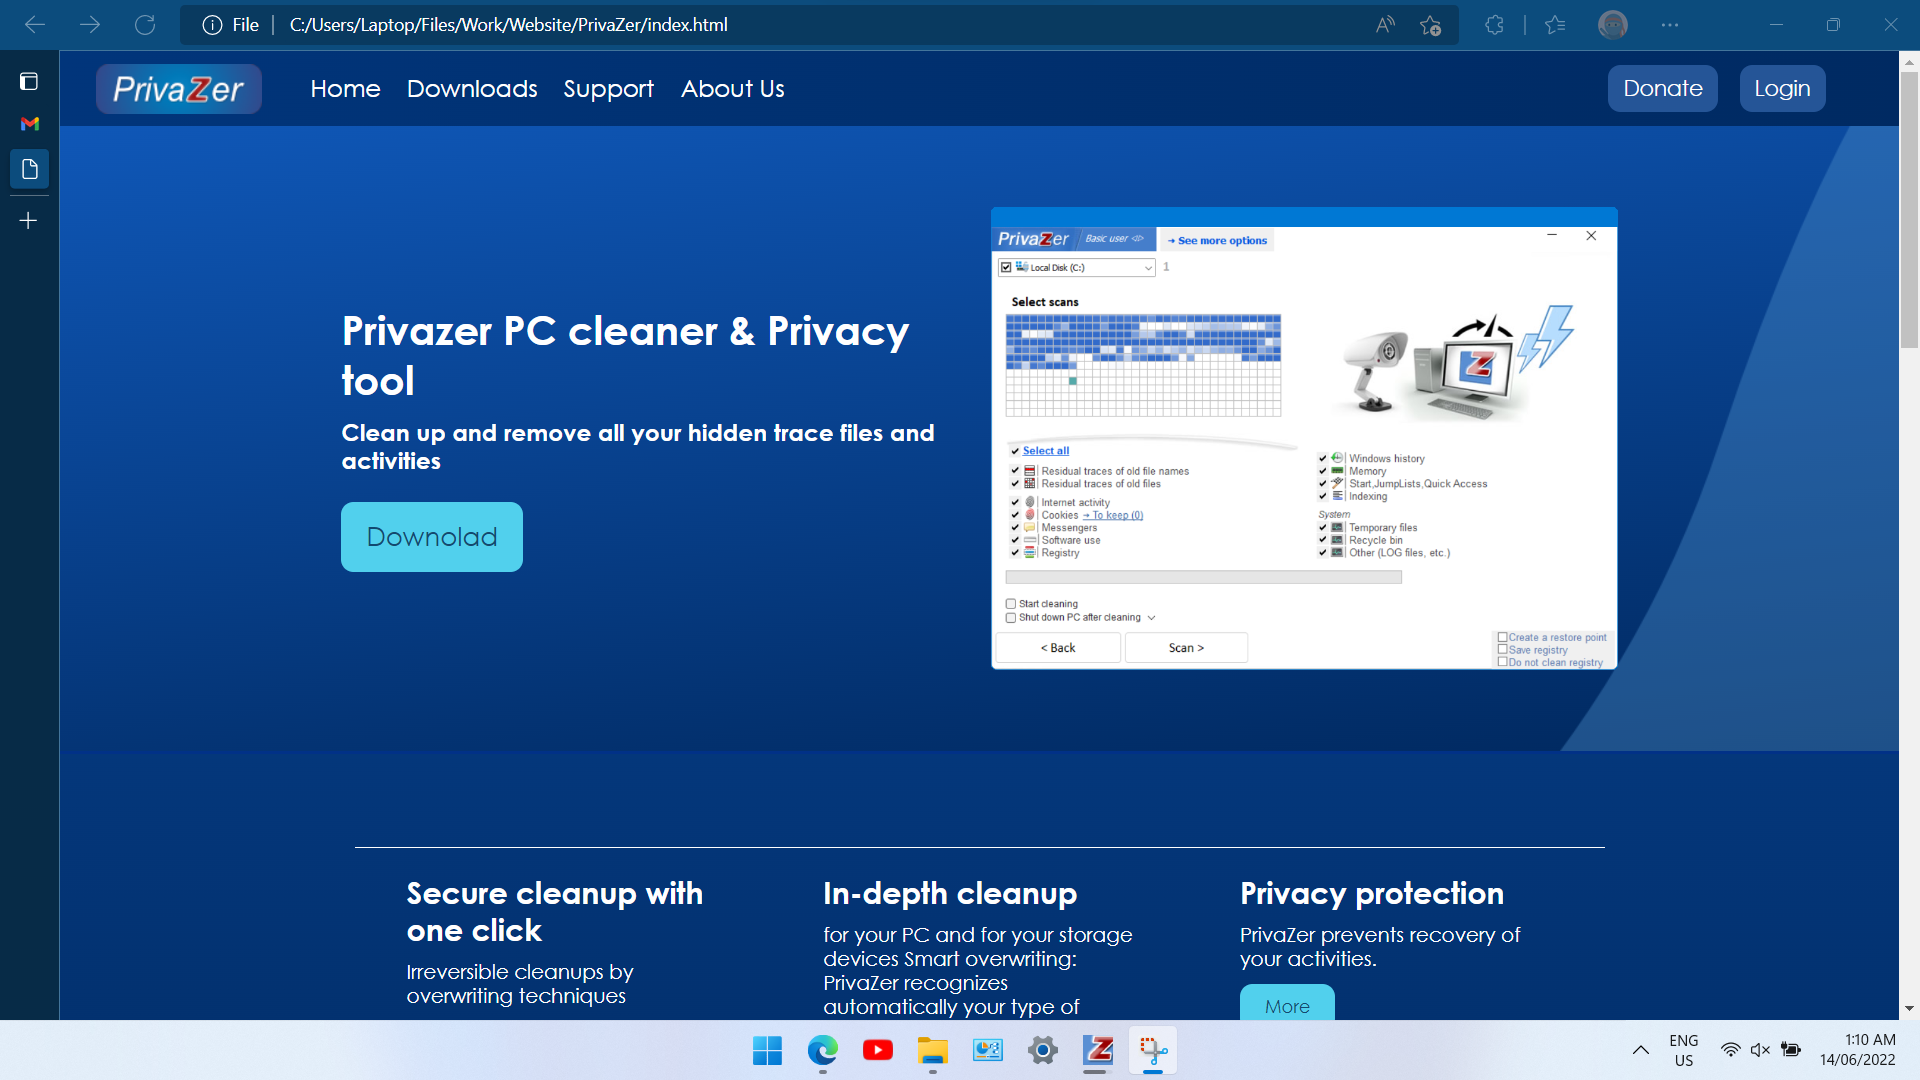 File
C:/Users/Laptop/Files/Work/Website/PrivaZer/index.html
PrivaZer
Home
Downloads
Support
About Us
Donate
Login
Privazer PC cleaner & Privacy
tool
Clean up and remove all your hidden trace files and
activities
Downolad
PrivaZer
Basic user
See more options
Local Disk (C:)
1
Select scans
Select all
Residual traces of old file names
Residual traces of old files
Internet activity
Cookies
To keep (0)
Messengers
Software use
Registry
Windows history
Memory
Start,JumpLists,Quick Access
Indexing
System
Temporary files
Recycle bin
Other (LOG files, etc.)
Start cleaning
Shut down PC after cleaning
< Back
Scan >
Create a restore point
Save registry
Do not clean registry
Secure cleanup with
one click
Irreversible cleanups by
overwriting techniques
In-depth cleanup
for your PC and for your storage
devices Smart overwriting:
PrivaZer recognizes
automatically your type of
Privacy protection
PrivaZer prevents recovery of
your activities.
More
ENG
US
1:10 AM
14/06/2022